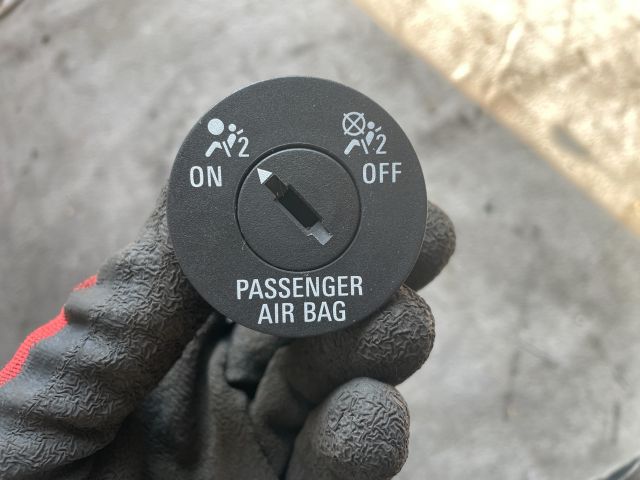 2 2
ON OFF
PASSENGER
AIR BAG